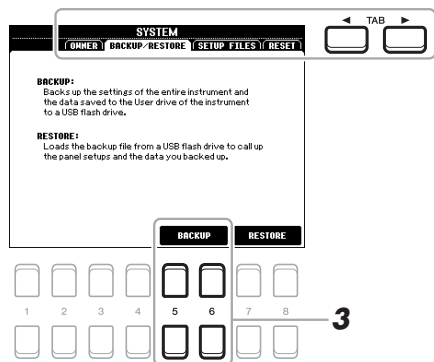 ◄ TAB ►
SYSTEM
OWNER BACKUP/RESTORE SETUP FILES RESET
BACKUP:
Backs up the settings of the entire instrument and
the data saved to the User drive of the instrument
to a USB flash drive.
RESTORE:
Loads the backup file from a USB flash drive to call up
the panel setups and the data you backed up.
BACKUP RESTORE
1 2 3 4 5 6 7 8
3